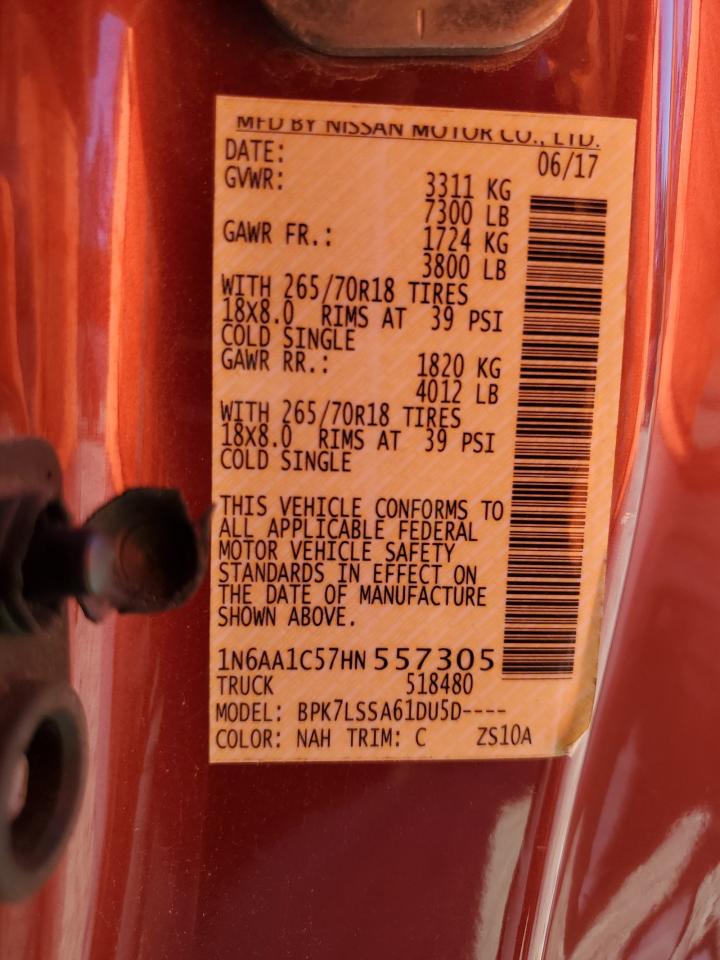 MFD BY NISSAN MOTOR CO., LTD.
DATE: 06/17
GVWR: 3311 KG
7300 LB
GAWR FR.: 1724 KG
3800 LB
WITH 265/70R18 TIRES
18X8.0 RIMS AT 39 PSI
COLD SINGLE
GAWR RR.: 1820 KG
4012 LB
WITH 265/70R18 TIRES
18X8.0 RIMS AT 39 PSI
COLD SINGLE
THIS VEHICLE CONFORMS TO
ALL APPLICABLE FEDERAL
MOTOR VEHICLE SAFETY
STANDARDS IN EFFECT ON
THE DATE OF MANUFACTURE
SHOWN ABOVE.
1N6AA1C57HN 557305
TRUCK 518480
MODEL: BPK7LSSA61DU5D----
COLOR: NAH TRIM: C ZS10A